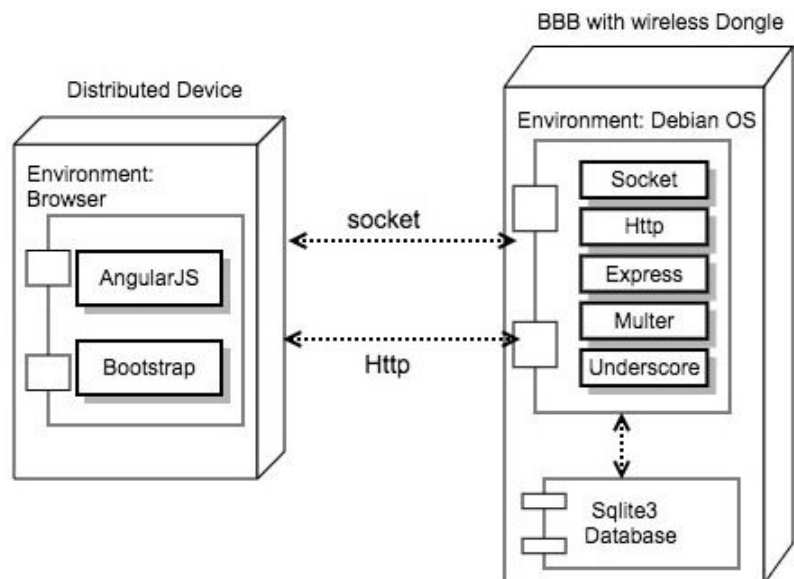 BBB with wireless Dongle
Distributed Device
Environment: Debian OS
Environment:
Browser
Socket
socket
Http
AngularJS
Express
Multer
Http
Bootstrap
Underscore
Sqlite3
Database